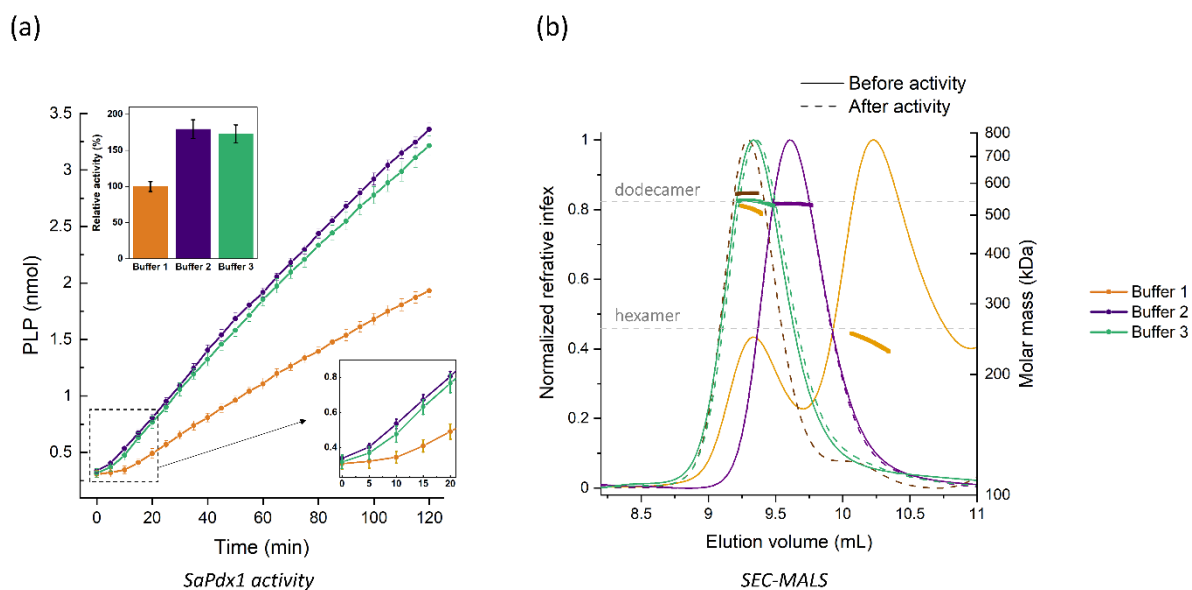 (a)
(b)
Before activity
After activity
3.5
3
2.5
2
1.5
1
0.5
PLP (nmol)
0
20
40
60
80
100
120
Time (min)
200
150
100
50
0
Relative activity (%)
Buffer 1
Buffer 2
Buffer 3
0.8
0.6
0.4
0
5
10
15
20
SaPdx1 activity
1
0.8
0.6
0.4
0.2
0
Normalized refrative infex
dodecamer
hexamer
8.5
9
9.5
10
10.5
11
Elution volume (mL)
800
700
600
500
400
300
200
100
Molar mass (kDa)
SEC-MALS
Buffer 1
Buffer 2
Buffer 3